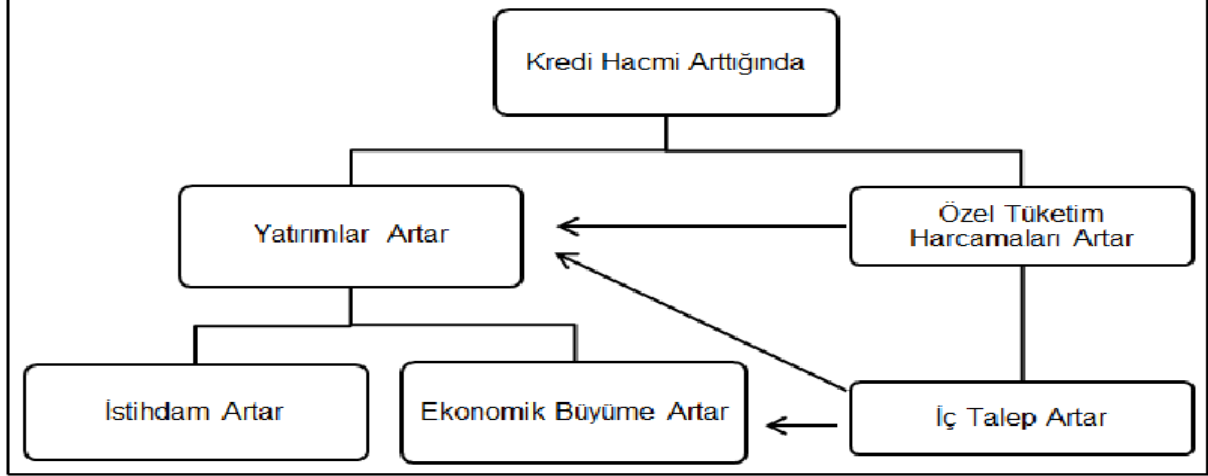 Kredi Hacmi Arttığında
Yatırımlar Artar
Özel Tüketim
Harcamaları Artar
İstihdam Artar
Ekonomik Büyüme Artar
İç Talep Artar